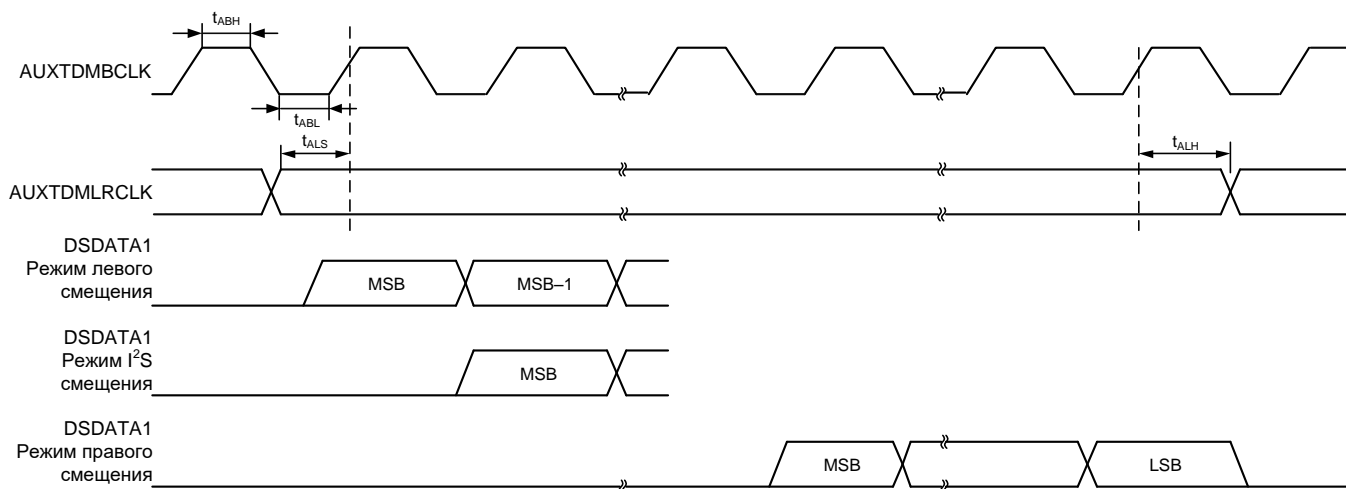 tABH
AUXTDMBCLK
tABL
tALS
tALH
AUXTDMLRCLK
DSDATA1
Режим левого
смещения
MSB
MSB–1
DSDATA1
Режим I²S
смещения
MSB
DSDATA1
Режим правого
смещения
MSB
LSB